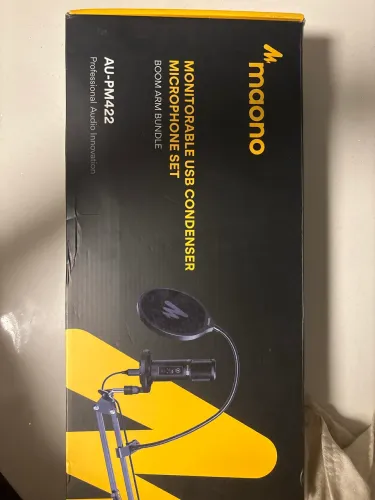 maono
MONITORABLE USB CONDENSER
MICROPHONE SET
BOOM ARM BUNDLE
AU-PM422
Professional Audio Innovation